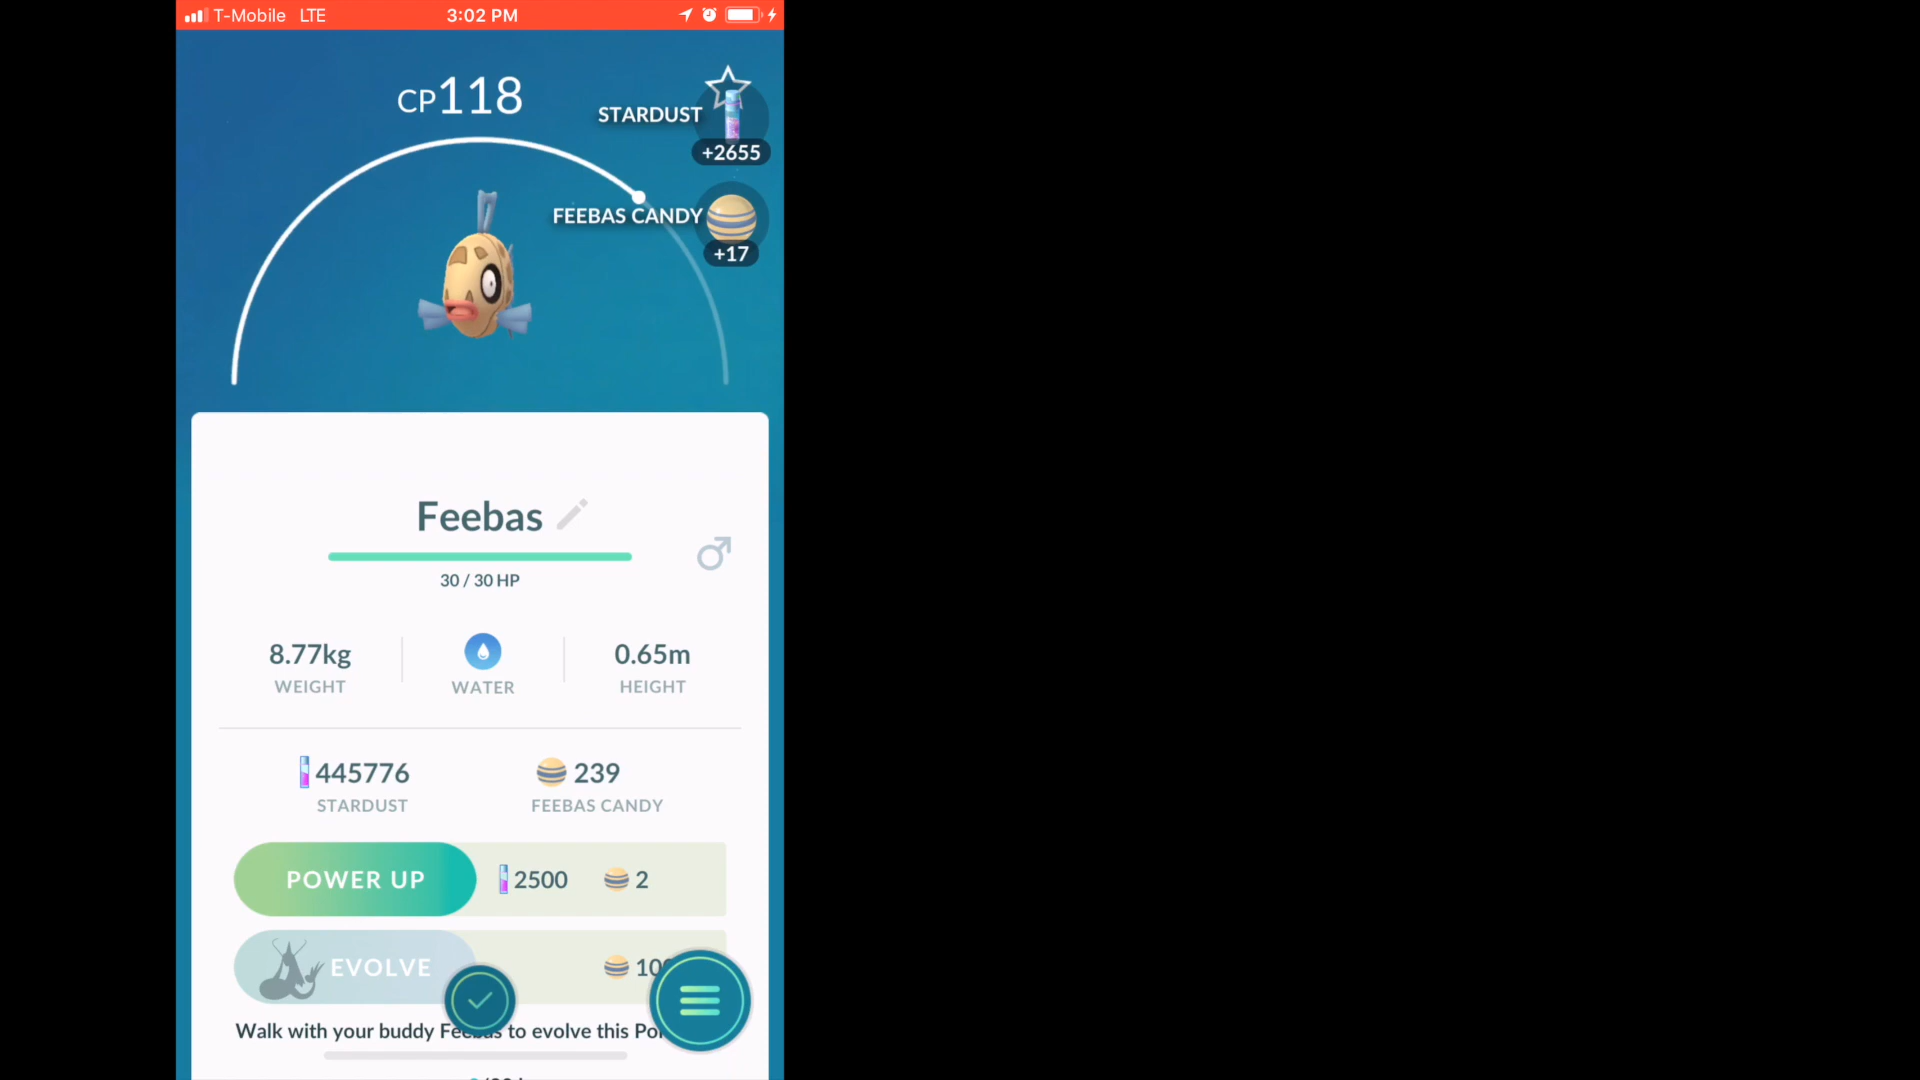 T-Mobile LTE 3:02 PM
CP118
STARDUST
+2655
FEEBAS CANDY
+17
Feebas
30 / 30 HP
8.77kg
WEIGHT
WATER
0.65m
HEIGHT
445776
STARDUST
239
FEEBAS CANDY
POWER UP 2500 2
EVOLVE
Walk with your buddy to evolve this